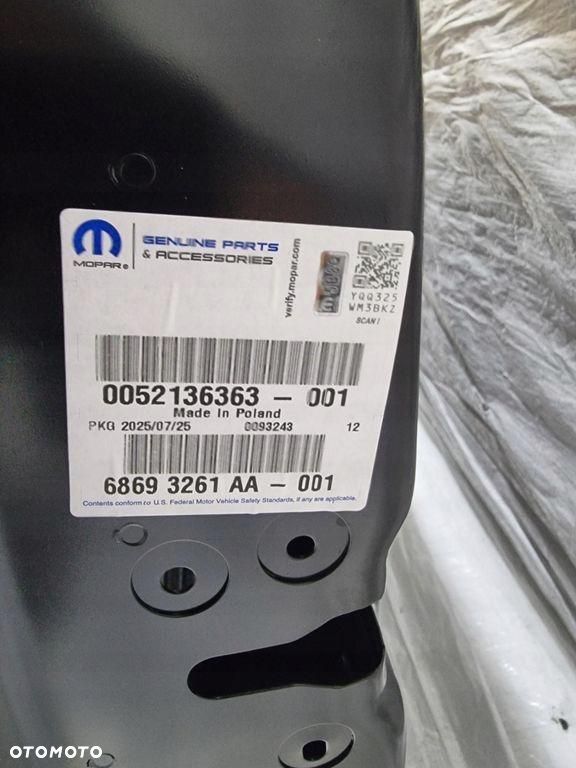 MOPAR®
GENUINE PARTS
& ACCESSORIES
verify.mopar.com
YQQ325
WM3BKZ
SCAN!
0052136363 - 001
Made In Poland
PKG 2025/07/25 0093243 12
6869 3261 AA - 001
Contents conform to U.S. Federal Motor Vehicle Safety Standards, if any are applicable.
OTOMOTO